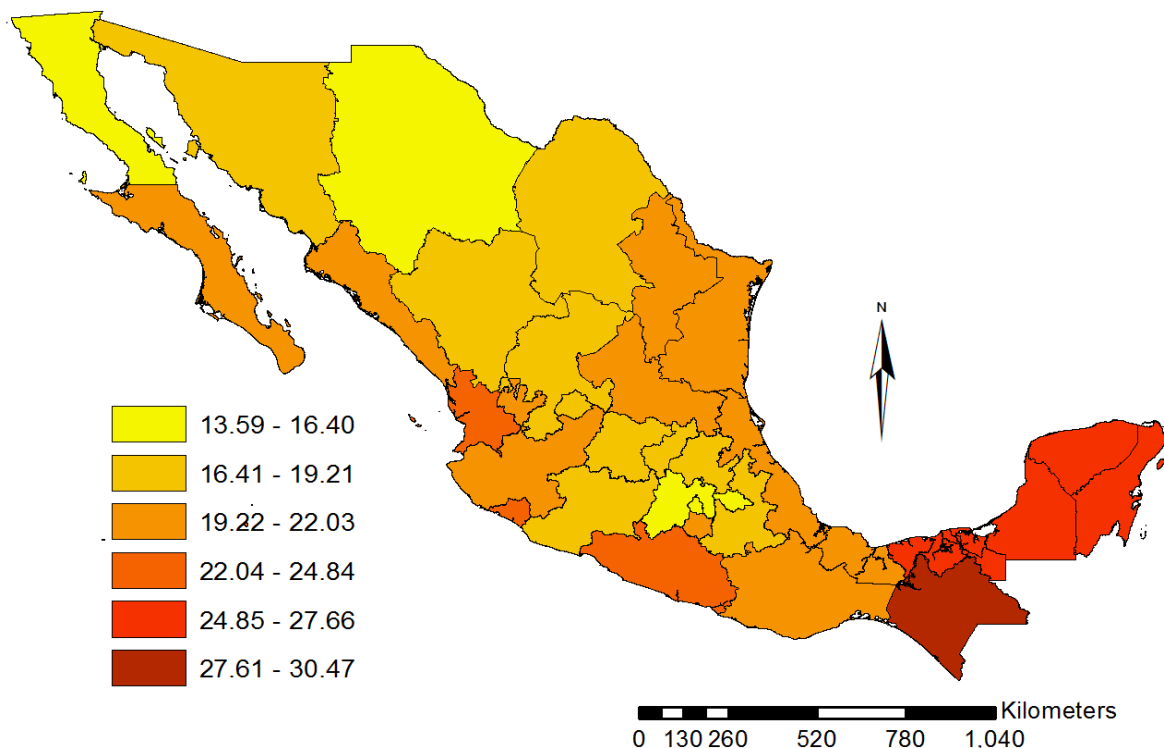 N
13.59 - 16.40
16.41 - 19.21
19.22 - 22.03
22.04 - 24.84
24.85 - 27.66
27.61 - 30.47
Kilometers
0 130 260 520 780 1,040